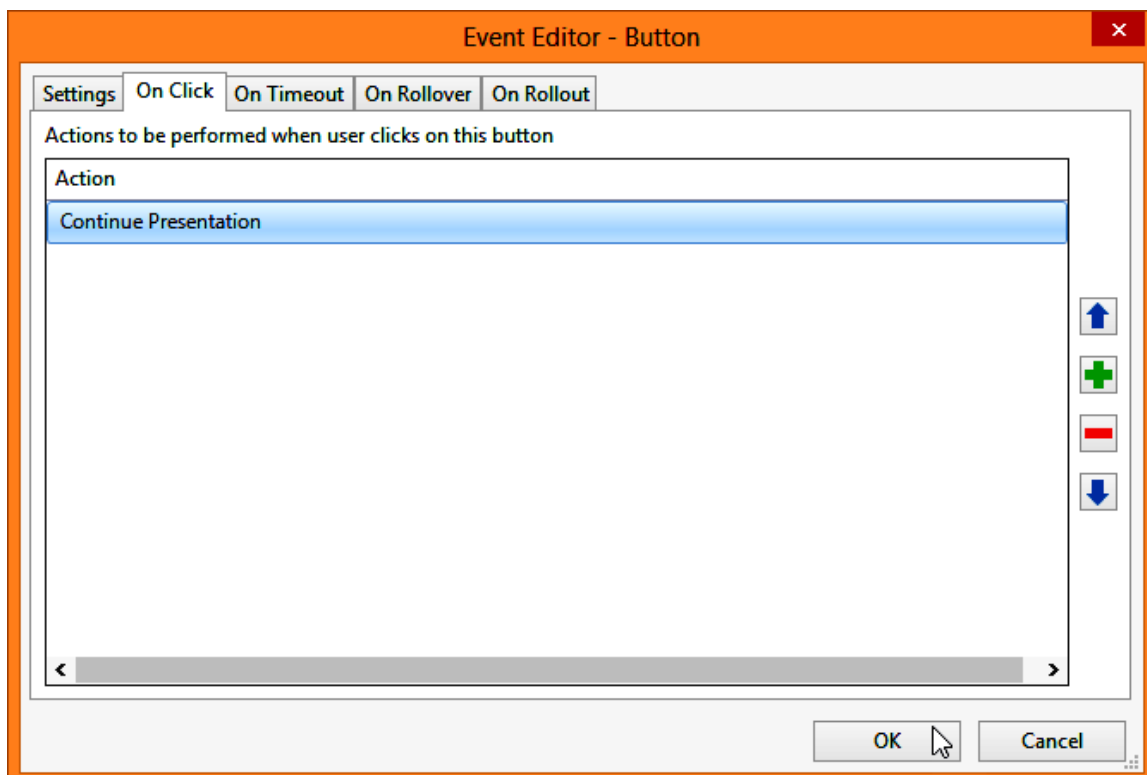 Event Editor - Button
Settings On Click On Timeout On Rollover On Rollout
Actions to be performed when user clicks on this button
Action
Continue Presentation
OK Cancel